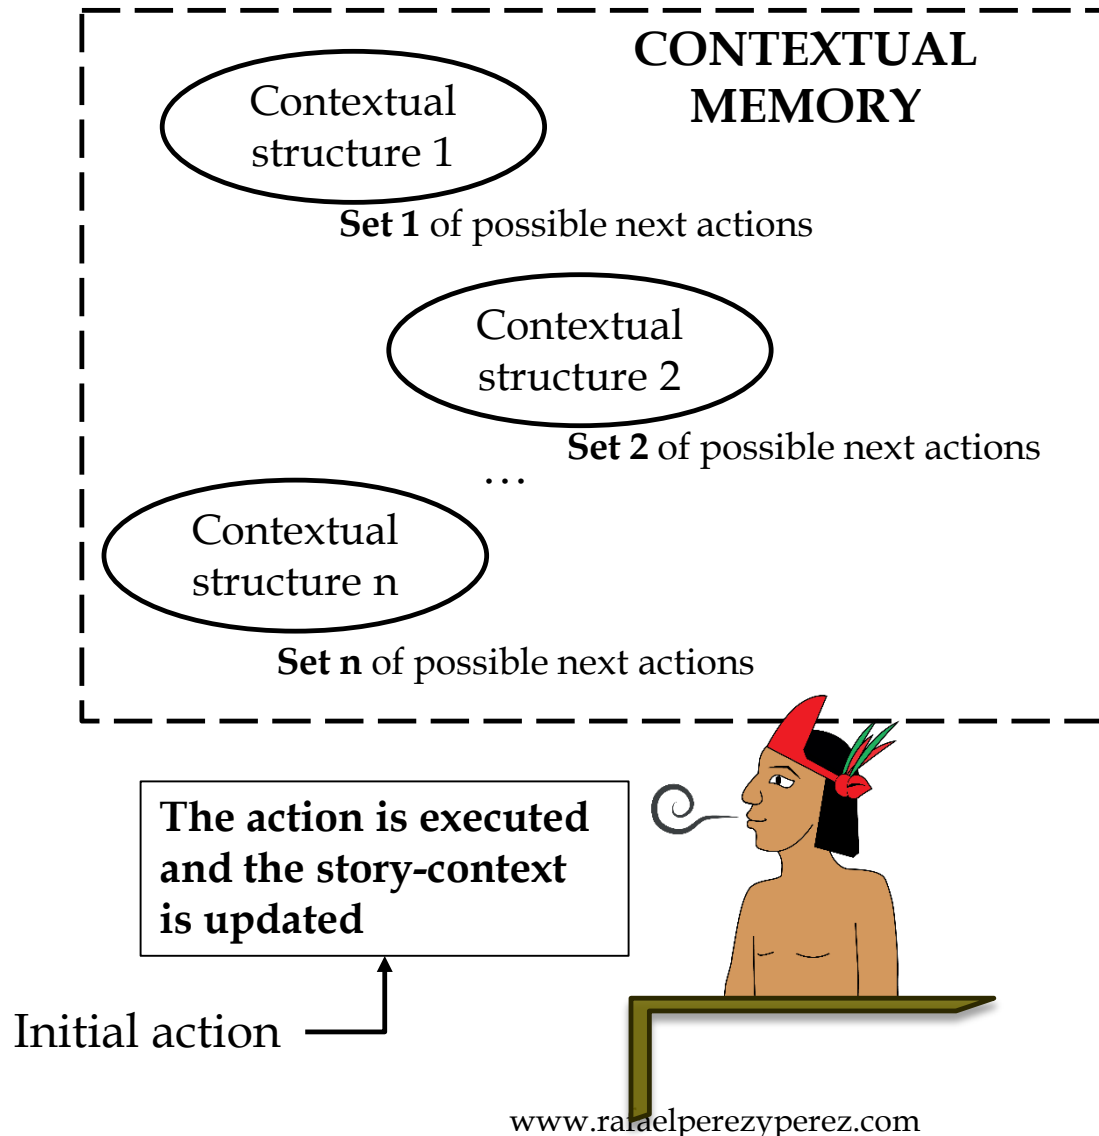 CONTEXTUAL
MEMORY
Contextual
structure 1
Set 1 of possible next actions
Contextual
structure 2
Set 2 of possible next actions
…
Contextual
structure n
Set n of possible next actions
The action is executed
and the story-context
is updated
Initial action
www.rafaelperezyperez.com